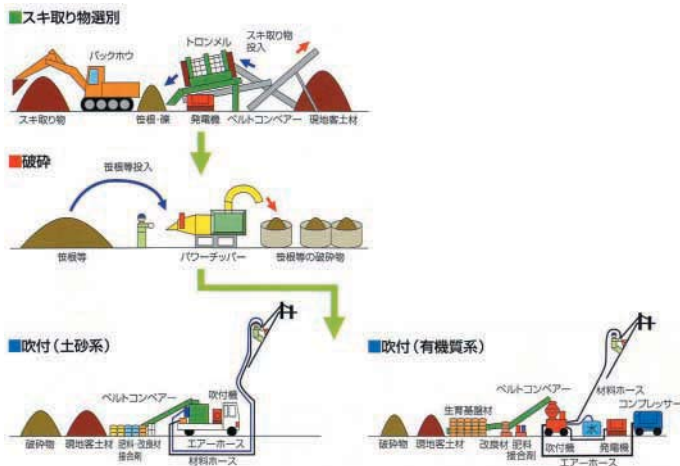 ■スキ取り物選別
バックホウ
トロンメル
スキ取り物
投入
スキ取り物
笹根・礫
発電機
ベルトコンベアー
現地客土材
■破砕
笹根等投入
笹根等
パワーチッパー
笹根等の破砕物
■吹付（土砂系）
ベルトコンベアー
吹付機
破砕物
現地客土材
肥料・改良材
接合剤
エアーホース
材料ホース
■吹付（有機質系）
材料ホース
ベルトコンベアー
コンプレッサー
生育基盤材
水
破砕物
現地客土材
改良材
肥料
接合剤
吹付機
発電機
エアーホース